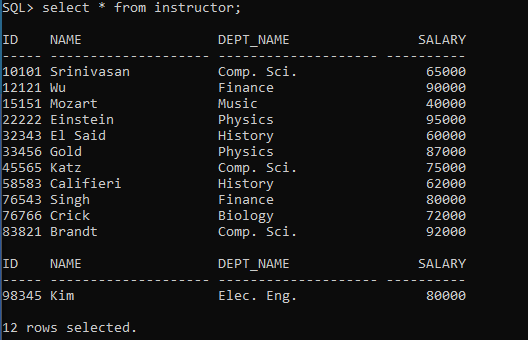 SQL> select * from instructor;
ID    NAME                 DEPT_NAME                SALARY
----- -------------------- -------------------- ----------
10101 Srinivasan           Comp. Sci.                65000
12121 Wu                   Finance                   90000
15151 Mozart               Music                     40000
22222 Einstein             Physics                   95000
32343 El Said              History                   60000
33456 Gold                 Physics                   87000
45565 Katz                 Comp. Sci.                75000
58583 Califieri            History                   62000
76543 Singh                Finance                   80000
76766 Crick                Biology                   72000
83821 Brandt               Comp. Sci.                92000
ID    NAME                 DEPT_NAME                SALARY
----- -------------------- -------------------- ----------
98345 Kim                  Elec. Eng.                80000
12 rows selected.